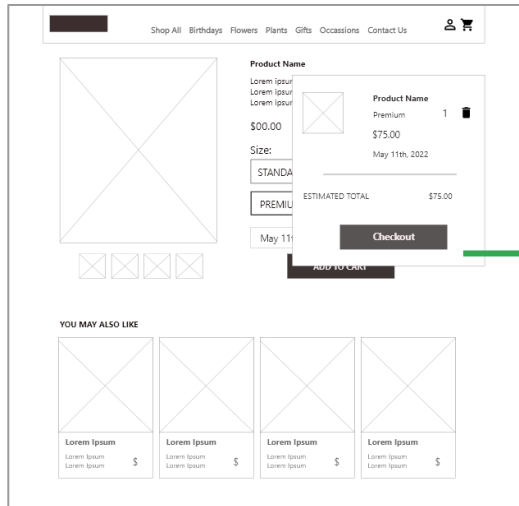 Shop All Birthdays Flowers Plants Gifts Occassions Contact Us
Product Name
Lorem ipsum
Lorem ipsum
Lorem ipsum
$00.00
Size:
STANDA
PREMIU
May 11
ADD TO CART
Product Name
Premium 1
$75.00
May 11th, 2022
ESTIMATED TOTAL $75.00
Checkout
YOU MAY ALSO LIKE
Lorem Ipsum
Lorem Ipsum
Lorem Ipsum
$
Lorem Ipsum
Lorem Ipsum
Lorem Ipsum
$
Lorem Ipsum
Lorem Ipsum
Lorem Ipsum
$
Lorem Ipsum
Lorem Ipsum
Lorem Ipsum
$